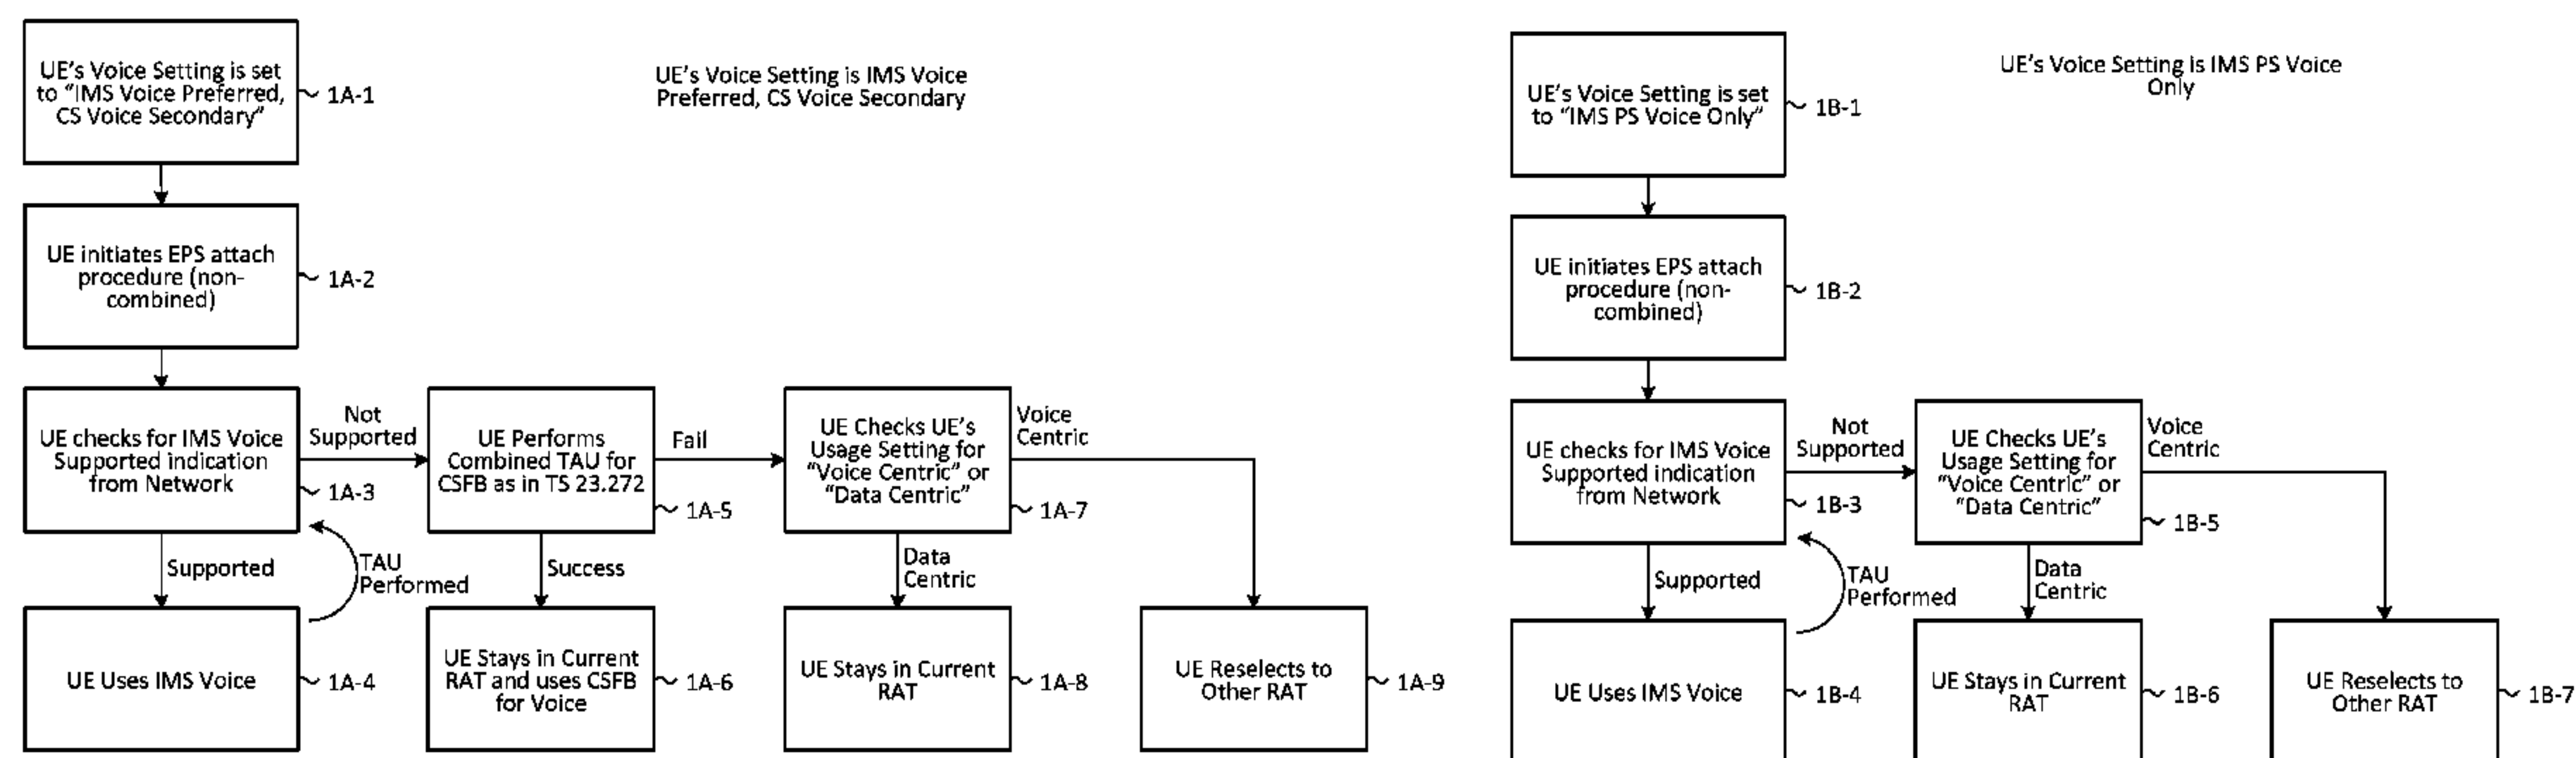 UE's Voice Setting is set
to "IMS Voice Preferred,
CS Voice Secondary"
1A-1
UE's Voice Setting is IMS Voice
Preferred, CS Voice Secondary
UE initiates EPS attach
procedure (non-
combined)
1A-2
UE checks for IMS Voice
Supported indication
from Network
1A-3
Not
Supported
UE Performs
Combined TAU for
CSFB as in TS 23.272
1A-5
Fail
UE Checks UE's
Usage Setting for
"Voice Centric" or
"Data Centric"
1A-7
Voice
Centric
Supported
TAU
Performed
Success
Data
Centric
UE Uses IMS Voice
1A-4
UE Stays in Current
RAT and uses CSFB
for Voice
1A-6
UE Stays in Current
RAT
1A-8
UE Reselects to
Other RAT
1A-9
UE's Voice Setting is set
to "IMS PS Voice Only"
1B-1
UE's Voice Setting is IMS PS Voice
Only
UE initiates EPS attach
procedure (non-
combined)
1B-2
UE checks for IMS Voice
Supported indication
from Network
1B-3
Not
Supported
UE Checks UE's
Usage Setting for
"Voice Centric" or
"Data Centric"
1B-5
Voice
Centric
Supported
TAU
Performed
Data
Centric
UE Uses IMS Voice
1B-4
UE Stays in Current
RAT
1B-6
UE Reselects to
Other RAT
1B-7